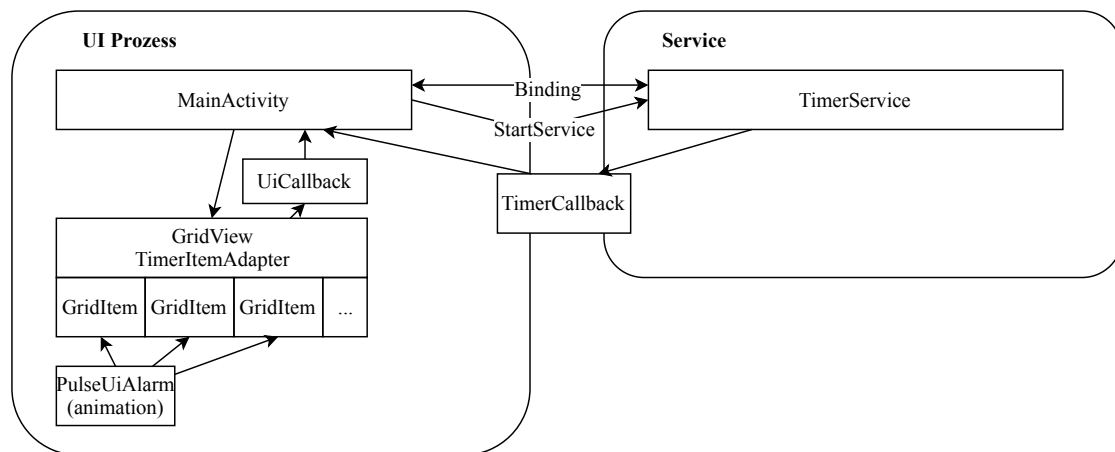 UI Prozess
Service
MainActivity
Binding
TimerService
StartService
UiCallback
TimerCallback
GridView
TimerItemAdapter
GridItem
GridItem
GridItem
...
PulseUiAlarm
(animation)